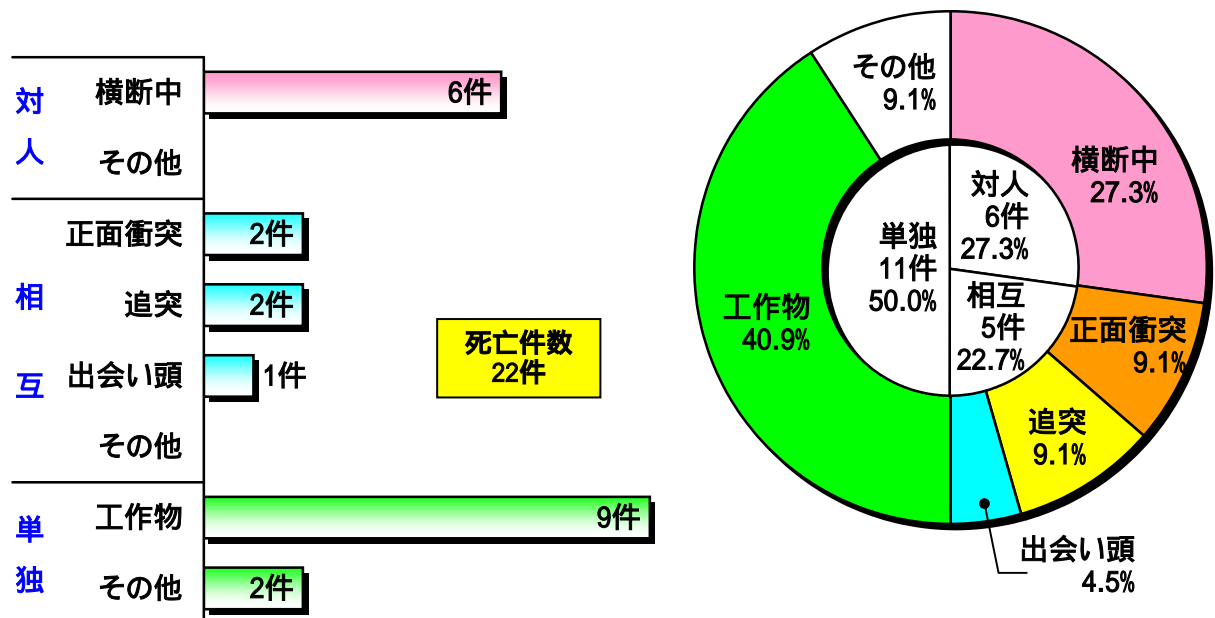 対人
横断中
6件
その他
相互
正面衝突
2件
追突
2件
出会い頭
1件
その他
単独
工作物
9件
その他
2件
死亡件数
22件
その他
9.1%
横断中
27.3%
対人
6件
27.3%
単独
11件
50.0%
相互
5件
22.7%
工作物
40.9%
正面衝突
9.1%
追突
9.1%
出会い頭
4.5%